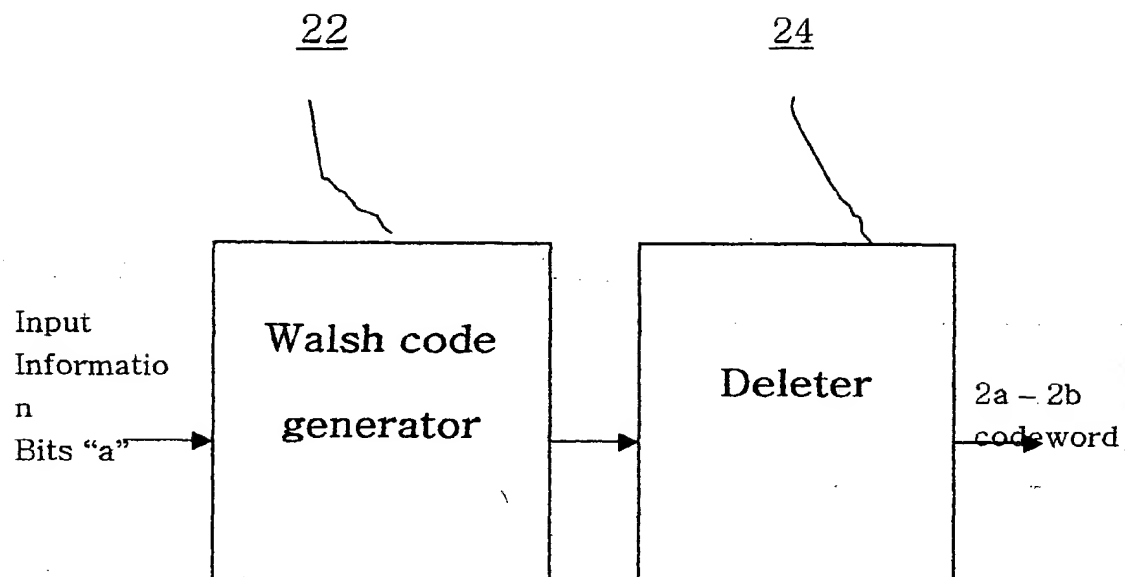 22
24
Input
Informatio
n
Bits “a”
Walsh code
generator
Deleter
2a – 2b
codeword